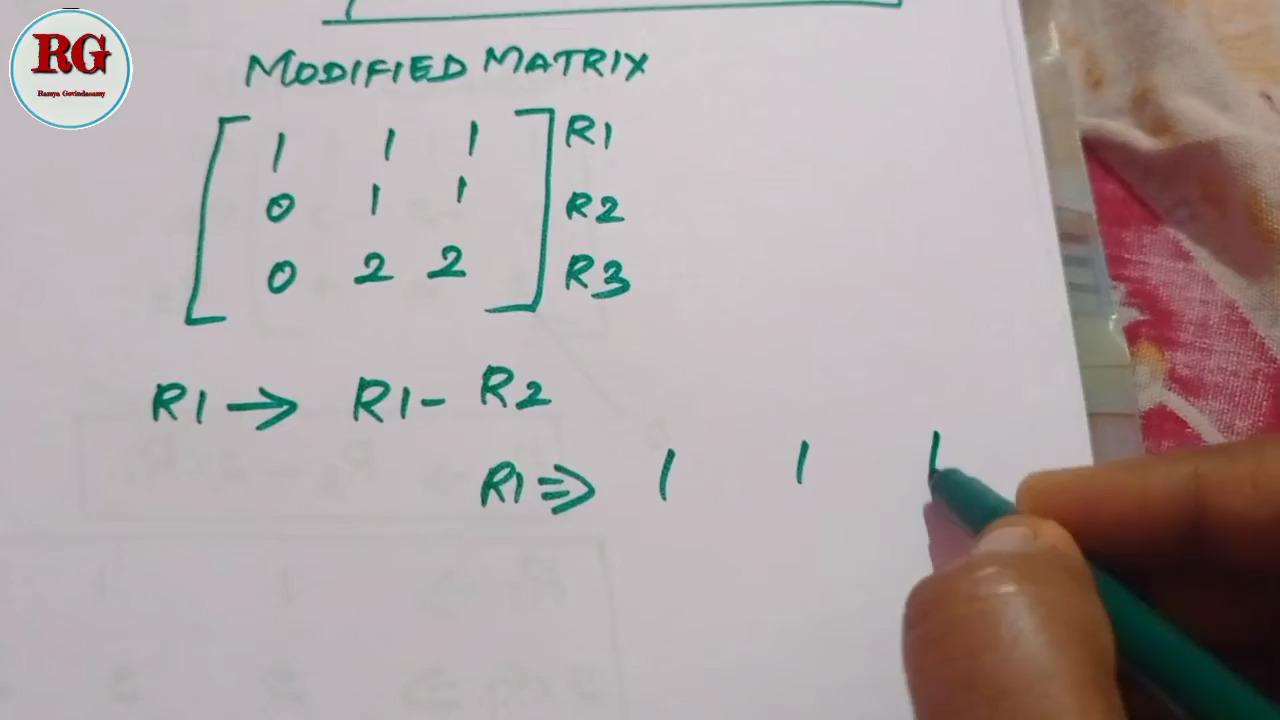 RG
Ramya Govindasamy
MODIFIED MATRIX
1 1 1 R1
0 1 1 R2
0 2 2 R3
R1 → R1 - R2
R1 ⇒ 1 1 1